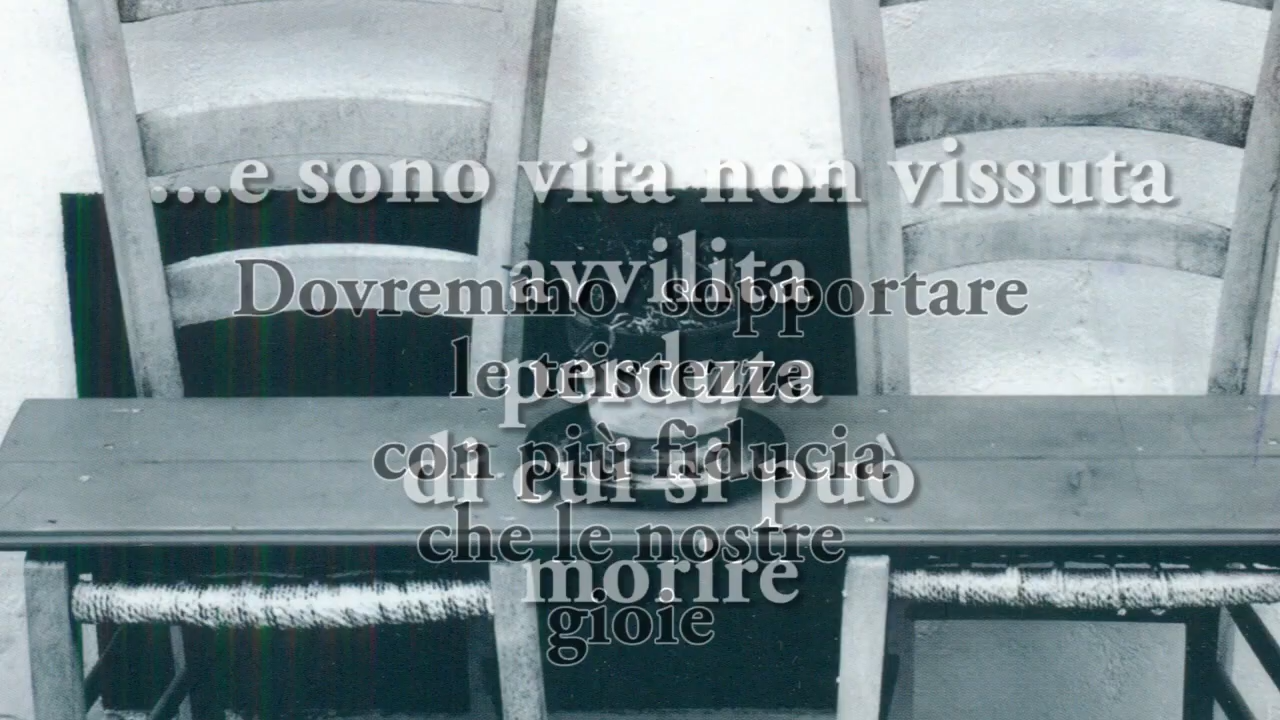 ...e sono vita non vissuta
avvilita
perduta
di cui si può
morire
Dovremmo sopportare
le tristezze
con più fiducia
che le nostre
gioie